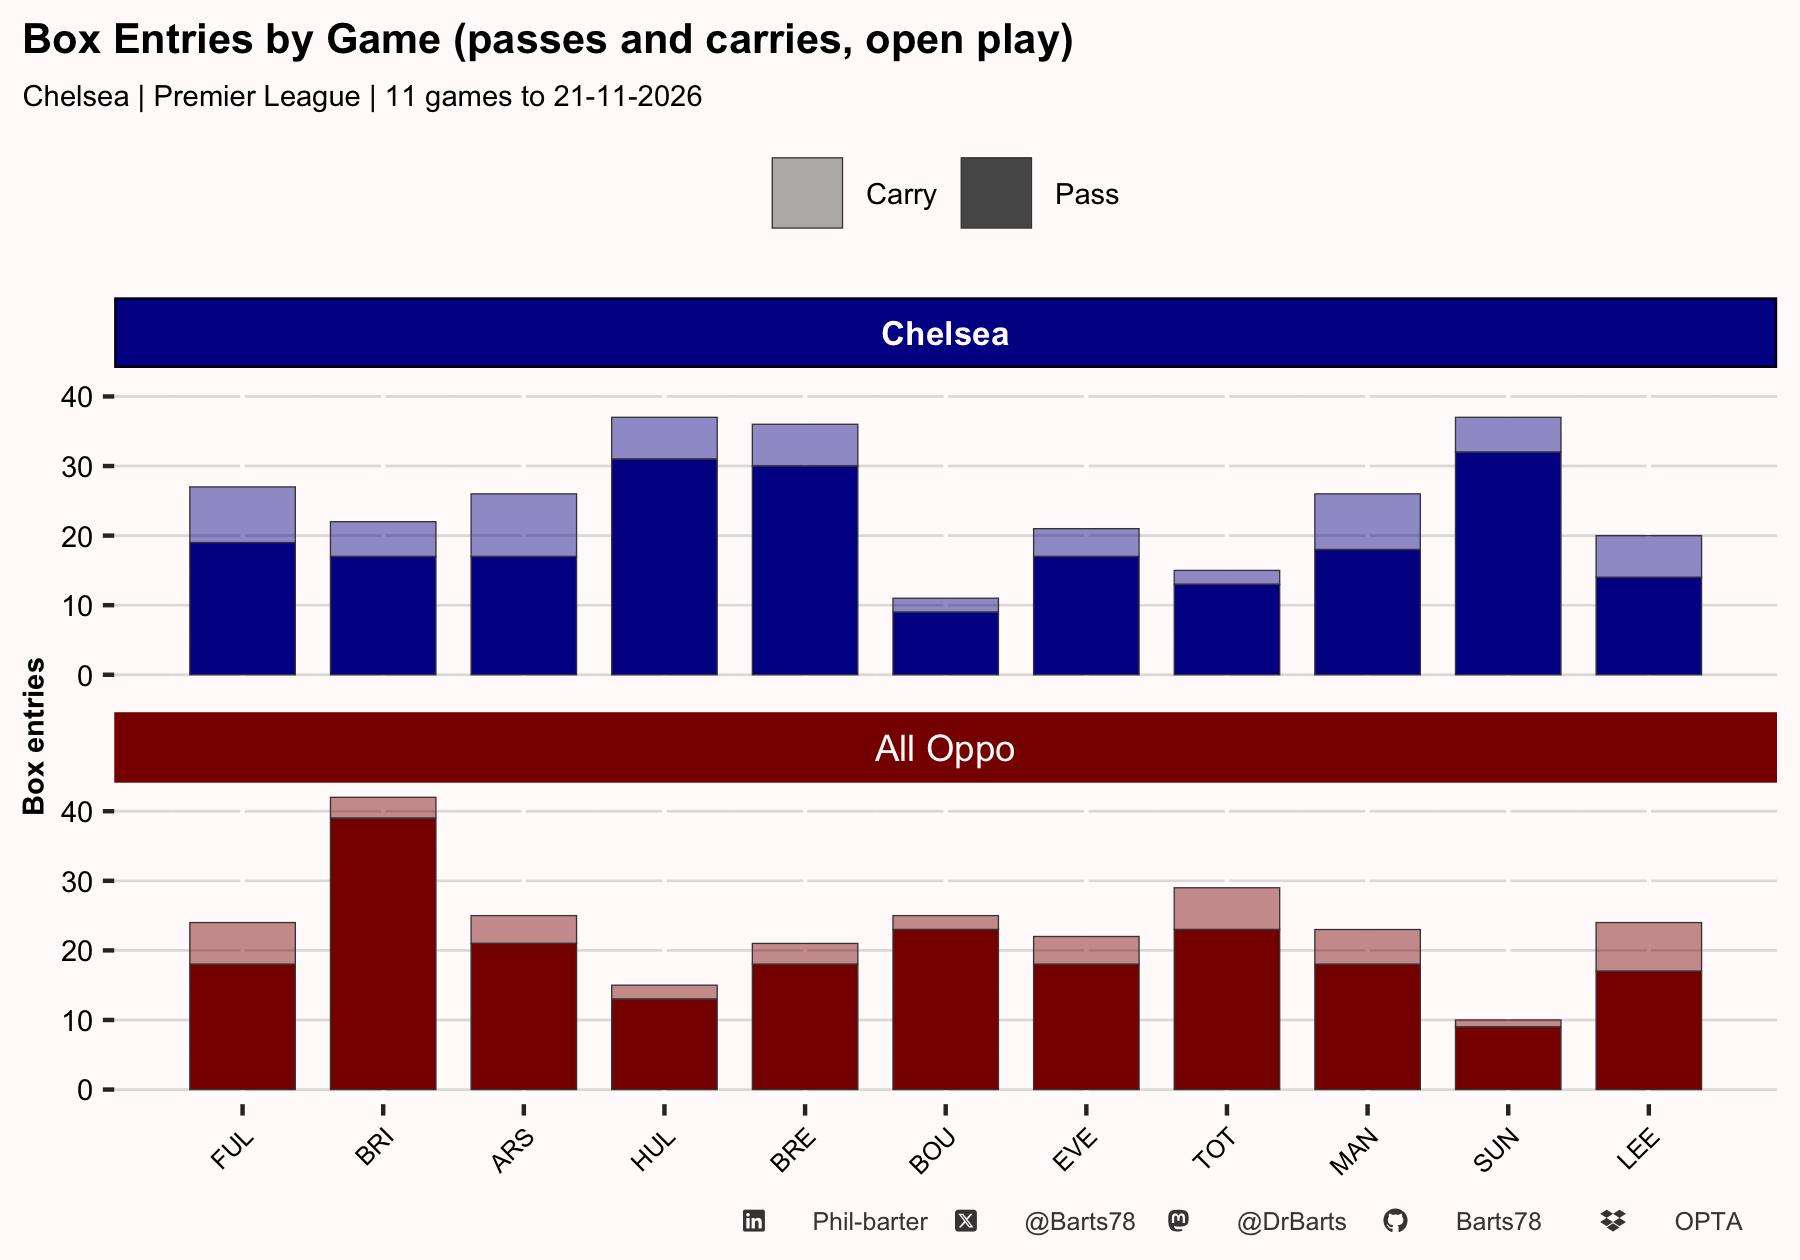 Box Entries by Game (passes and carries, open play)
Chelsea | Premier League | 11 games to 21-11-2026
Carry Pass
Chelsea
40
30
20
10
0
Box entries
All Oppo
40
30
20
10
0
FUL BRI ARS HUL BRE BOU EVE TOT MAN SUN LEE
Phil-barter @Barts78 @DrBarts Barts78 OPTA